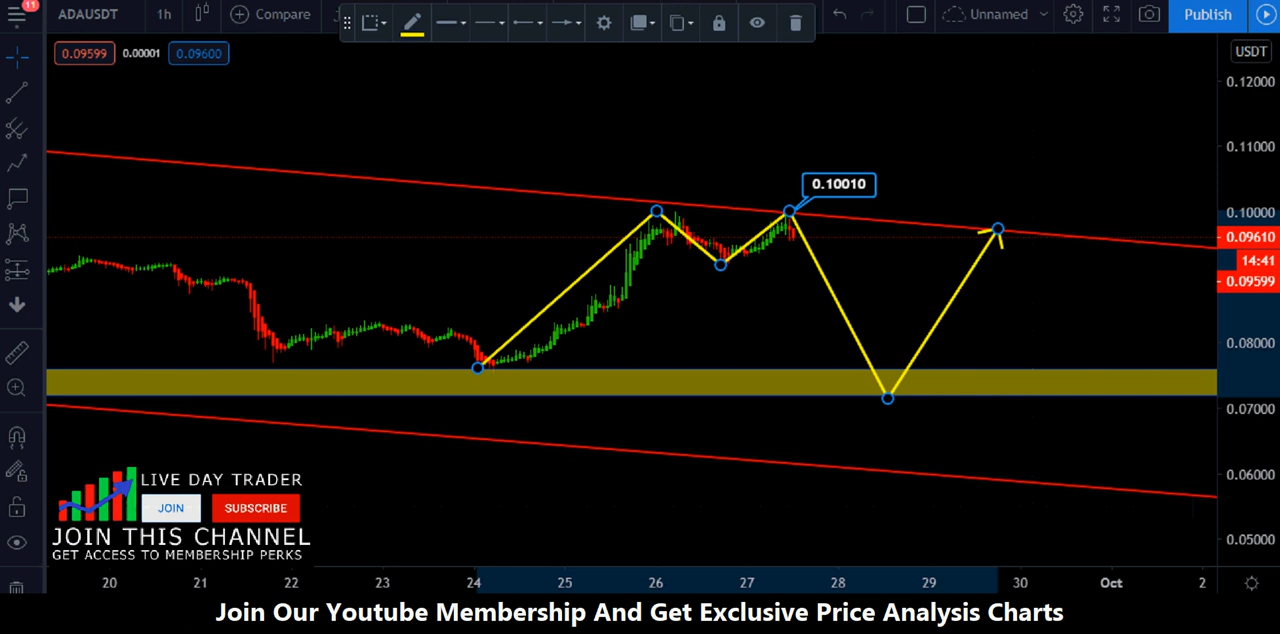 11
ADAUSDT
1h
Compare
Unnamed
Publish
0.09599
0.00001
0.09600
USDT
0.12000
0.11000
0.10010
0.10000
0.09610
14:41
0.09599
0.08000
0.07000
0.06000
0.05000
LIVE DAY TRADER
JOIN
SUBSCRIBE
JOIN THIS CHANNEL
GET ACCESS TO MEMBERSHIP PERKS
20 21 22 23 24 25 26 27 28 29 30 Oct 2
Join Our Youtube Membership And Get Exclusive Price Analysis Charts